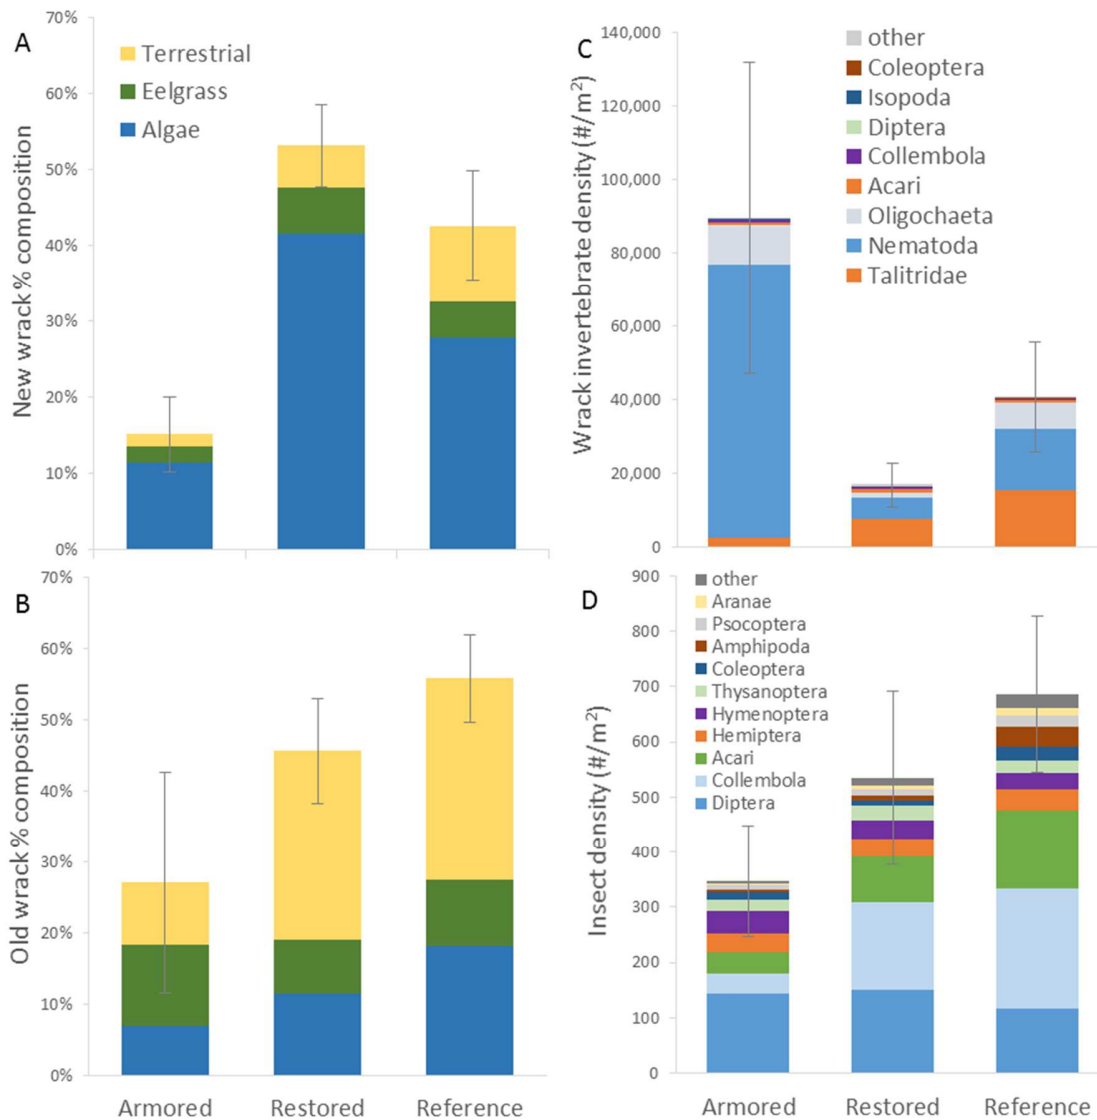 A
New wrack % composition
70%
60%
50%
40%
30%
20%
10%
0%
Terrestrial
Eelgrass
Algae
C
Wrack invertebrate density (#/m²)
140,000
120,000
100,000
80,000
60,000
40,000
20,000
0
other
Coleoptera
Isopoda
Diptera
Collembola
Acari
Oligochaeta
Nematoda
Talitridae
B
Old wrack % composition
70%
60%
50%
40%
30%
20%
10%
0%
Armored Restored Reference
D
Insect density (#/m²)
900
800
700
600
500
400
300
200
100
0
other
Aranae
Psocoptera
Amphipoda
Coleoptera
Thysanoptera
Hymenoptera
Hemiptera
Acari
Collembola
Diptera
Armored Restored Reference